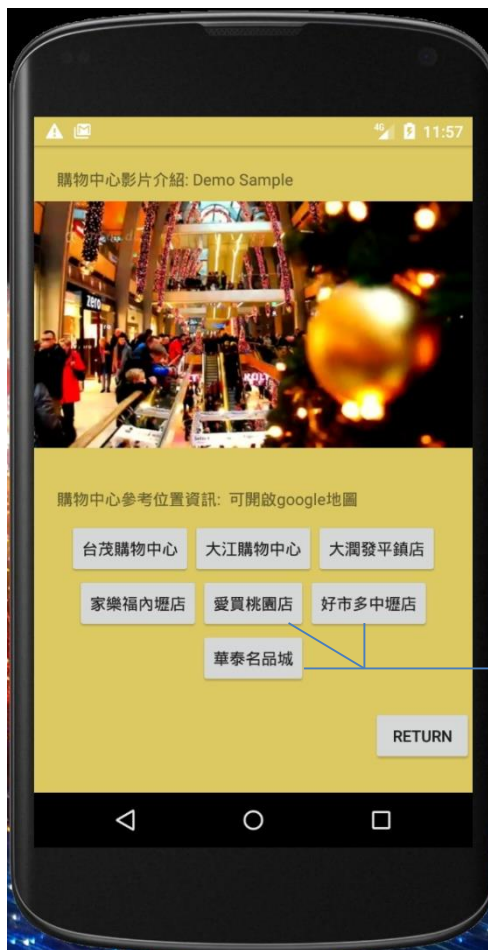 4G 11:57
購物中心影片介紹: Demo Sample
zero
購物中心參考位置資訊: 可開啟google地圖
台茂購物中心 大江購物中心 大潤發平鎮店
家樂福內壢店 愛買桃園店 好市多中壢店
華泰名品城
RETURN